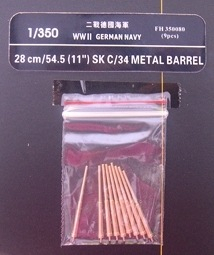 二戰德國海軍
1/350 WWII GERMAN NAVY FH 350080
(9pcs)
28 cm/54.5 (11") SK C/34 METAL BARREL